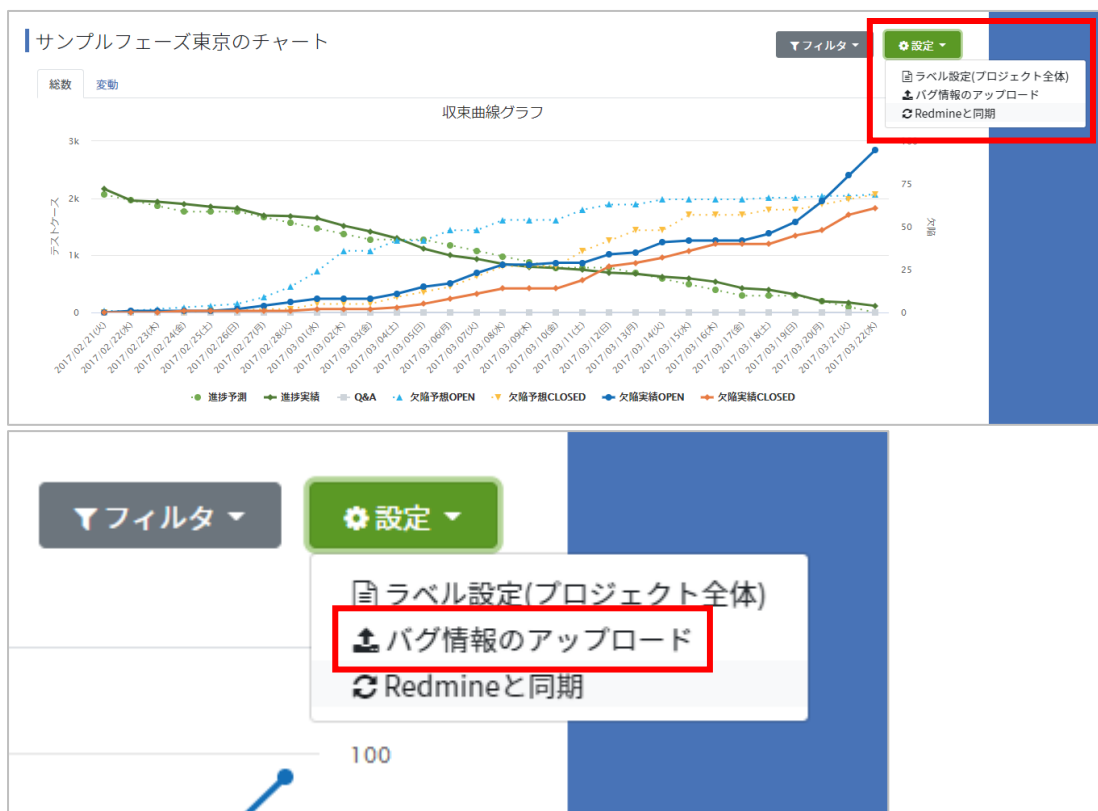 サンプルフェーズ東京のチャート
フィルタ
設定
ラベル設定(プロジェクト全体)
バグ情報のアップロード
Redmineと同期
総数
変動
収束曲線グラフ
3k
2k
1k
0
テストケース
75
50
25
0
欠陥
2017/02/21(火)
2017/02/22(水)
2017/02/23(木)
2017/02/24(金)
2017/02/25(土)
2017/02/26(日)
2017/02/27(月)
2017/02/28(火)
2017/03/01(水)
2017/03/02(木)
2017/03/03(金)
2017/03/04(土)
2017/03/05(日)
2017/03/06(月)
2017/03/07(火)
2017/03/08(水)
2017/03/09(木)
2017/03/10(金)
2017/03/11(土)
2017/03/12(日)
2017/03/13(月)
2017/03/14(火)
2017/03/15(水)
2017/03/16(木)
2017/03/17(金)
2017/03/18(土)
2017/03/19(日)
2017/03/20(月)
2017/03/21(火)
2017/03/22(水)
進捗予測
進捗実績
Q&A
欠陥予想OPEN
欠陥予想CLOSED
欠陥実績OPEN
欠陥実績CLOSED
フィルタ
設定
ラベル設定(プロジェクト全体)
バグ情報のアップロード
Redmineと同期
100